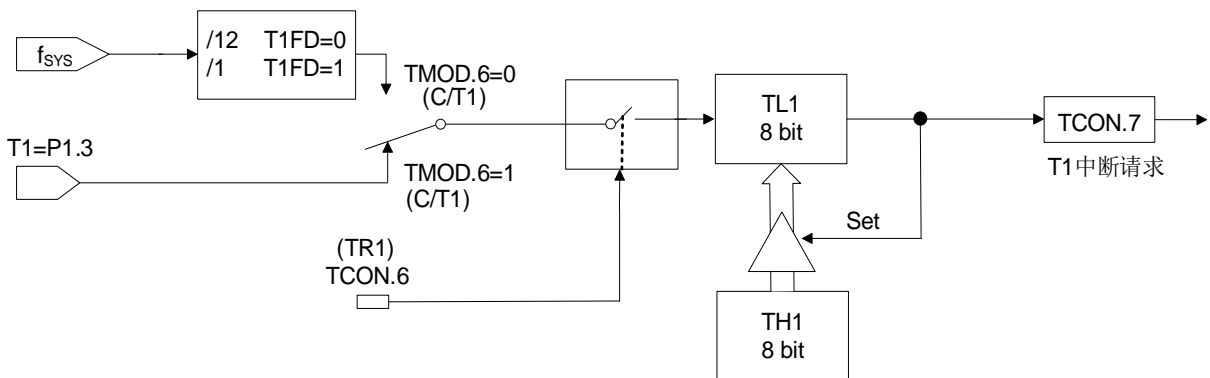 f_SYS
/12 T1FD=0
/1 T1FD=1
TMOD.6=0
(C/T1)
T1=P1.3
TMOD.6=1
(C/T1)
(TR1)
TCON.6
TL1
8 bit
TCON.7
T1中断请求
Set
TH1
8 bit